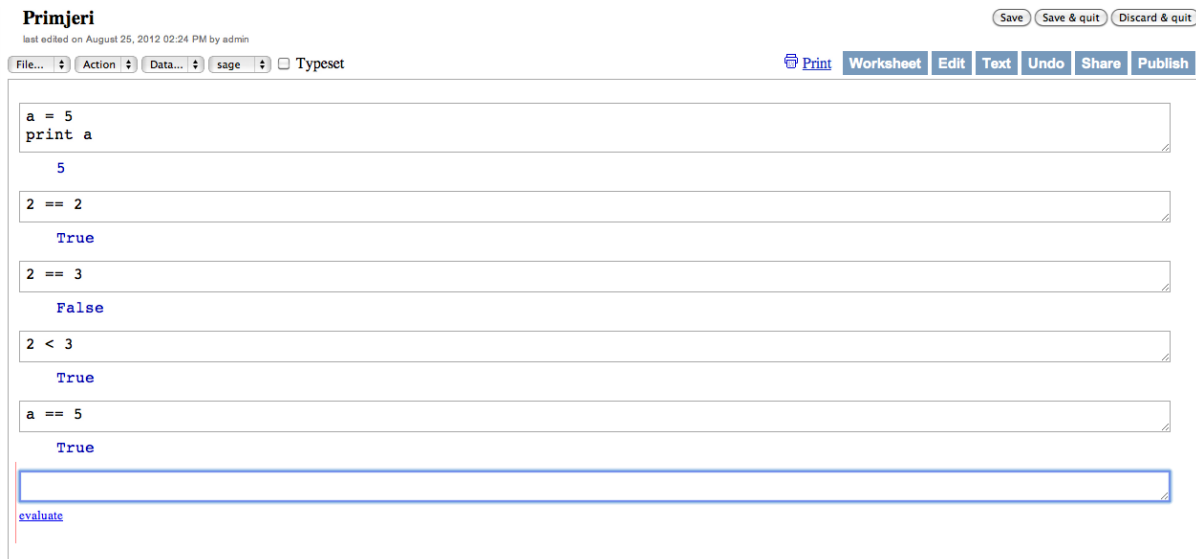 Primjeri
Save Save & quit Discard & quit
last edited on August 25, 2012 02:24 PM by admin
File... Action Data... sage Typeset Print Worksheet Edit Text Undo Share Publish
a = 5
print a
5
2 == 2
True
2 == 3
False
2 < 3
True
a == 5
True
evaluate